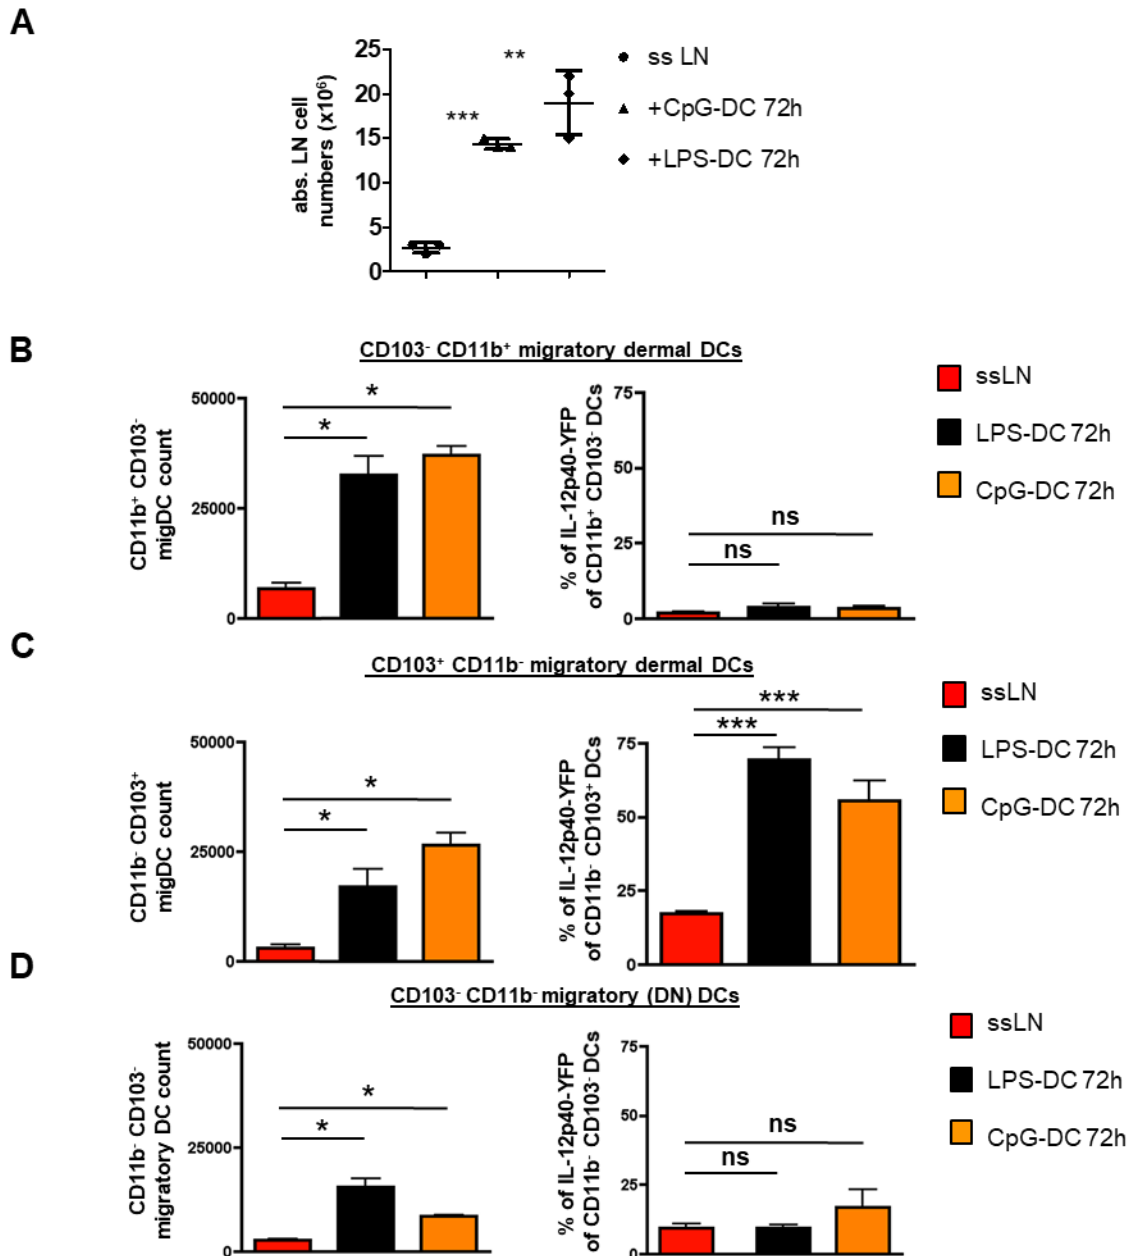 A
abs. LN cell
numbers (x10⁶)
25
20
15
10
5
0
***
**
ss LN
+CpG-DC 72h
+LPS-DC 72h
B
CD103⁻ CD11b⁺ migratory dermal DCs
CD11b⁺ CD103⁻
migDC count
50000
25000
0
*
*
% of IL-12p40-YFP
of CD11b⁺ CD103⁻ DCs
75
50
25
0
ns
ns
ssLN
LPS-DC 72h
CpG-DC 72h
C
CD103⁺ CD11b⁻ migratory dermal DCs
CD11b⁻ CD103⁺
migDC count
50000
25000
0
*
*
% of IL-12p40-YFP
of CD11b⁻ CD103⁺ DCs
75
50
25
0
***
***
ssLN
LPS-DC 72h
CpG-DC 72h
D
CD103⁻ CD11b⁻ migratory (DN) DCs
CD11b⁻ CD103⁻
migratory DC count
50000
25000
0
*
*
% of IL-12p40-YFP
of CD11b⁻ CD103⁻ DCs
75
50
25
0
ns
ns
ssLN
LPS-DC 72h
CpG-DC 72h